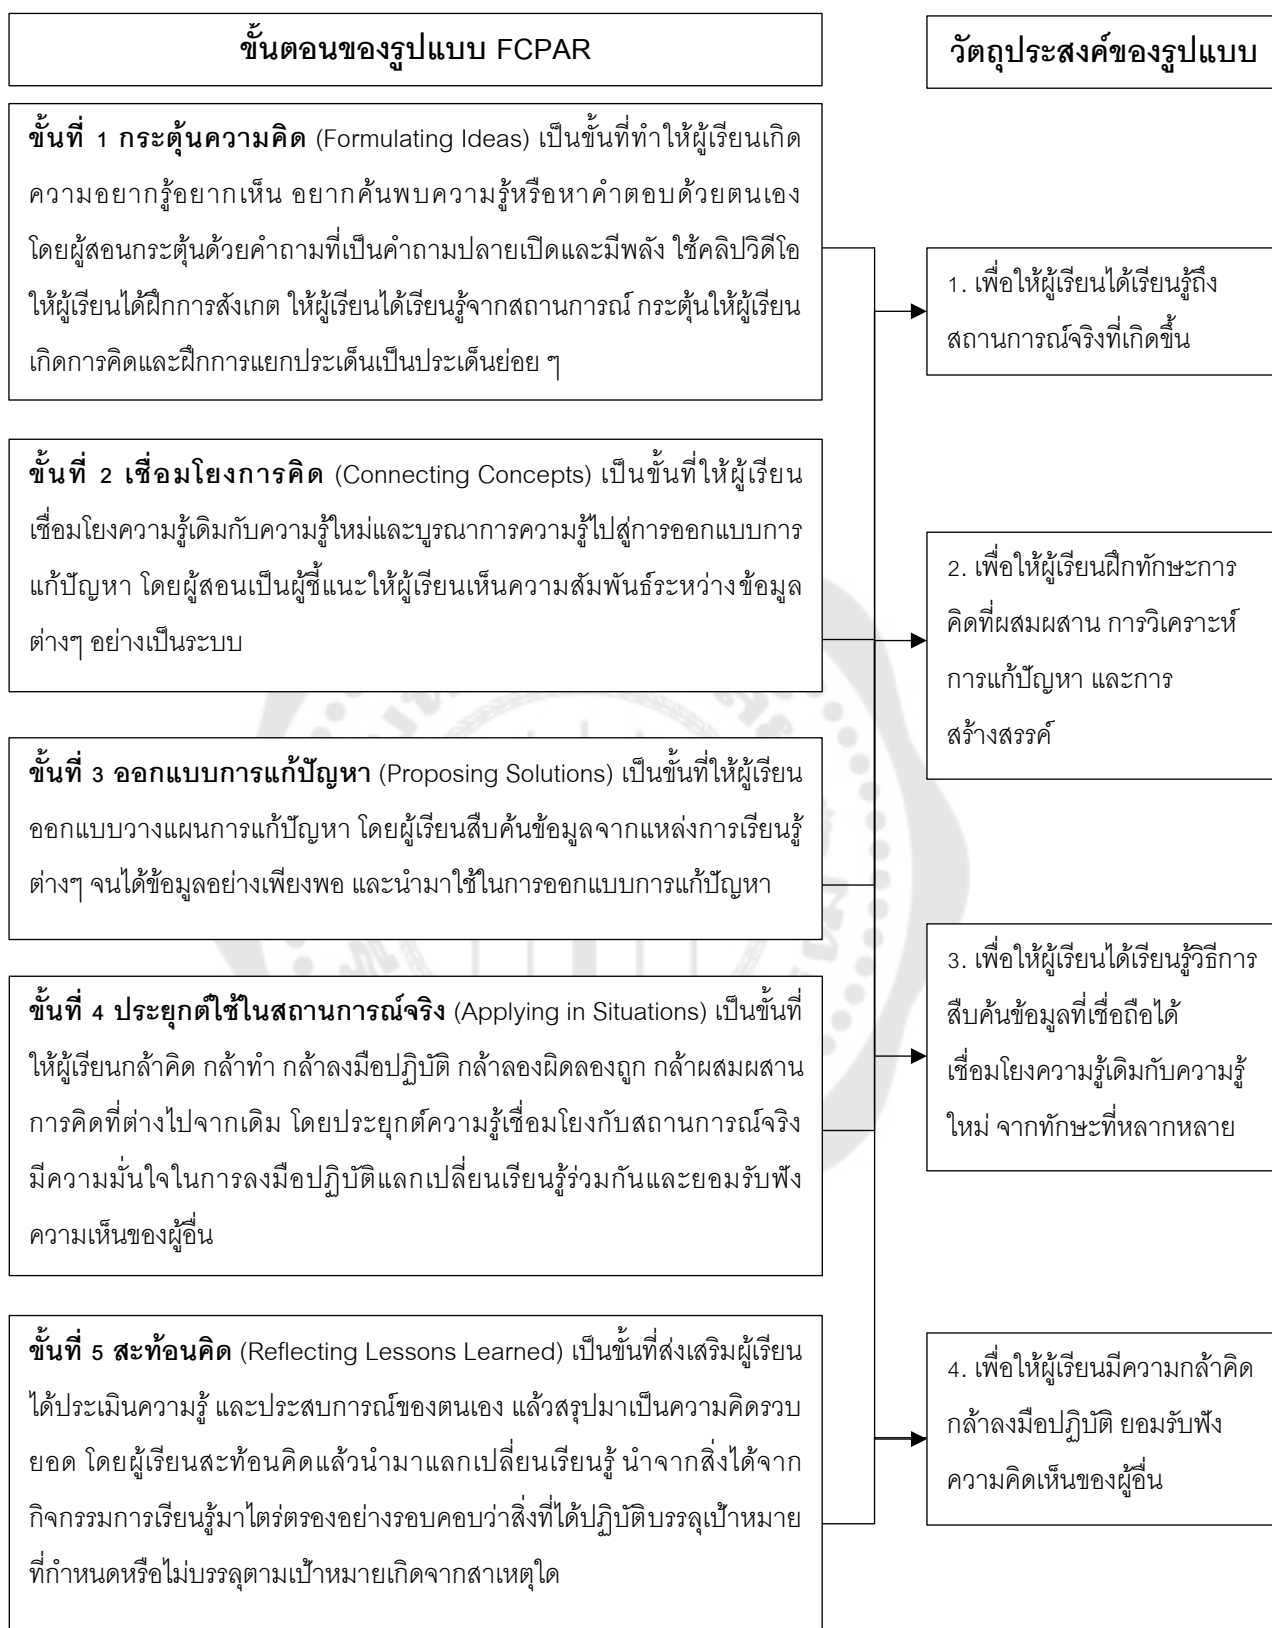 ขั้นตอนของรูปแบบ FCPAR
วัตถุประสงค์ของรูปแบบ
ขั้นที่ 1 กระตุ้นความคิด (Formulating Ideas) เป็นขั้นที่ทำให้ผู้เรียนเกิด
ความอยากรู้อยากเห็น อยากค้นพบความรู้หรือหาคำตอบด้วยตนเอง
โดยผู้สอนกระตุ้นด้วยคำถามที่เป็นคำถามปลายเปิดและมีพลัง ใช้คลิปวิดีโอ
ให้ผู้เรียนได้ฝึกการสังเกต ให้ผู้เรียนได้เรียนรู้จากสถานการณ์ กระตุ้นให้ผู้เรียน
เกิดการคิดและฝึกการแยกประเด็นเป็นประเด็นย่อย ๆ
ขั้นที่ 2 เชื่อมโยงการคิด (Connecting Concepts) เป็นขั้นที่ให้ผู้เรียน
เชื่อมโยงความรู้เดิมกับความรู้ใหม่และบูรณาการความรู้ไปสู่การออกแบบการ
แก้ปัญหา โดยผู้สอนเป็นผู้ชี้แนะให้ผู้เรียนเห็นความสัมพันธ์ระหว่างข้อมูล
ต่างๆ อย่างเป็นระบบ
ขั้นที่ 3 ออกแบบการแก้ปัญหา (Proposing Solutions) เป็นขั้นที่ให้ผู้เรียน
ออกแบบวางแผนการแก้ปัญหา โดยผู้เรียนสืบค้นข้อมูลจากแหล่งการเรียนรู้
ต่างๆ จนได้ข้อมูลอย่างเพียงพอ และนำมาใช้ในการออกแบบการแก้ปัญหา
ขั้นที่ 4 ประยุกต์ใช้ในสถานการณ์จริง (Applying in Situations) เป็นขั้นที่
ให้ผู้เรียนกล้าคิด กล้าทำ กล้าลงมือปฏิบัติ กล้าลองผิดลองถูก กล้าผสมผสาน
การคิดที่ต่างไปจากเดิม โดยประยุกต์ความรู้เชื่อมโยงกับสถานการณ์จริง
มีความมั่นใจในการลงมือปฏิบัติแลกเปลี่ยนเรียนรู้ร่วมกันและยอมรับฟัง
ความเห็นของผู้อื่น
ขั้นที่ 5 สะท้อนคิด (Reflecting Lessons Learned) เป็นขั้นที่ส่งเสริมผู้เรียน
ได้ประเมินความรู้ และประสบการณ์ของตนเอง แล้วสรุปมาเป็นความคิดรวบ
ยอด โดยผู้เรียนสะท้อนคิดแล้วนำมาแลกเปลี่ยนเรียนรู้ นำจากสิ่งได้จาก
กิจกรรมการเรียนรู้มาไตร่ตรองอย่างรอบคอบว่าสิ่งที่ได้ปฏิบัติบรรลุเป้าหมาย
ที่กำหนดหรือไม่บรรลุตามเป้าหมายเกิดจากสาเหตุใด
1. เพื่อให้ผู้เรียนได้เรียนรู้ถึง
สถานการณ์จริงที่เกิดขึ้น
2. เพื่อให้ผู้เรียนฝึกทักษะการ
คิดที่ผสมผสาน การวิเคราะห์
การแก้ปัญหา และการ
สร้างสรรค์
3. เพื่อให้ผู้เรียนได้เรียนรู้วิธีการ
สืบค้นข้อมูลที่เชื่อถือได้
เชื่อมโยงความรู้เดิมกับความรู้
ใหม่ จากทักษะที่หลากหลาย
4. เพื่อให้ผู้เรียนมีความกล้าคิด
กล้าลงมือปฏิบัติ ยอมรับฟัง
ความคิดเห็นของผู้อื่น